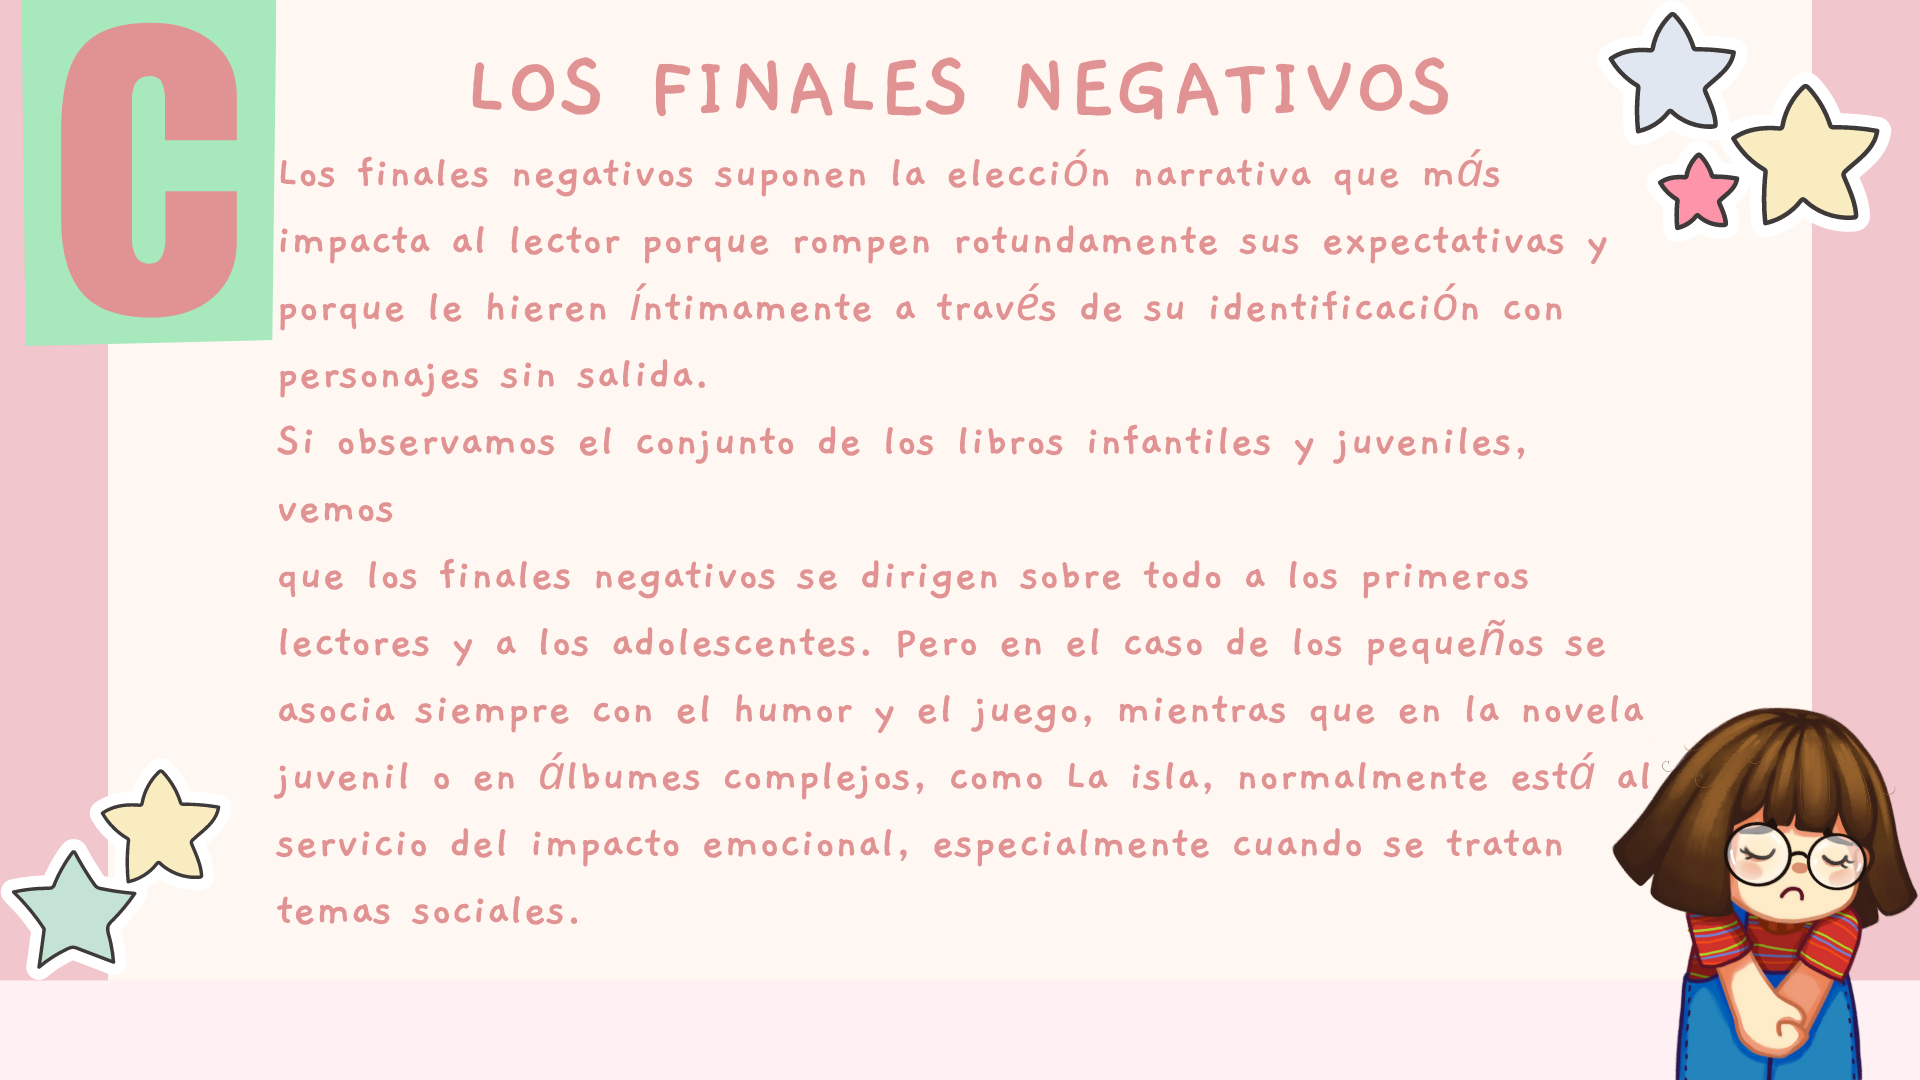 C
LOS FINALES NEGATIVOS
Los finales negativos suponen la elección narrativa que más
impacta al lector porque rompen rotundamente sus expectativas y
porque le hieren íntimamente a través de su identificación con
personajes sin salida.
Si observamos el conjunto de los libros infantiles y juveniles,
vemos
que los finales negativos se dirigen sobre todo a los primeros
lectores y a los adolescentes. Pero en el caso de los pequeños se
asocia siempre con el humor y el juego, mientras que en la novela
juvenil o en álbumes complejos, como La isla, normalmente está al
servicio del impacto emocional, especialmente cuando se tratan
temas sociales.